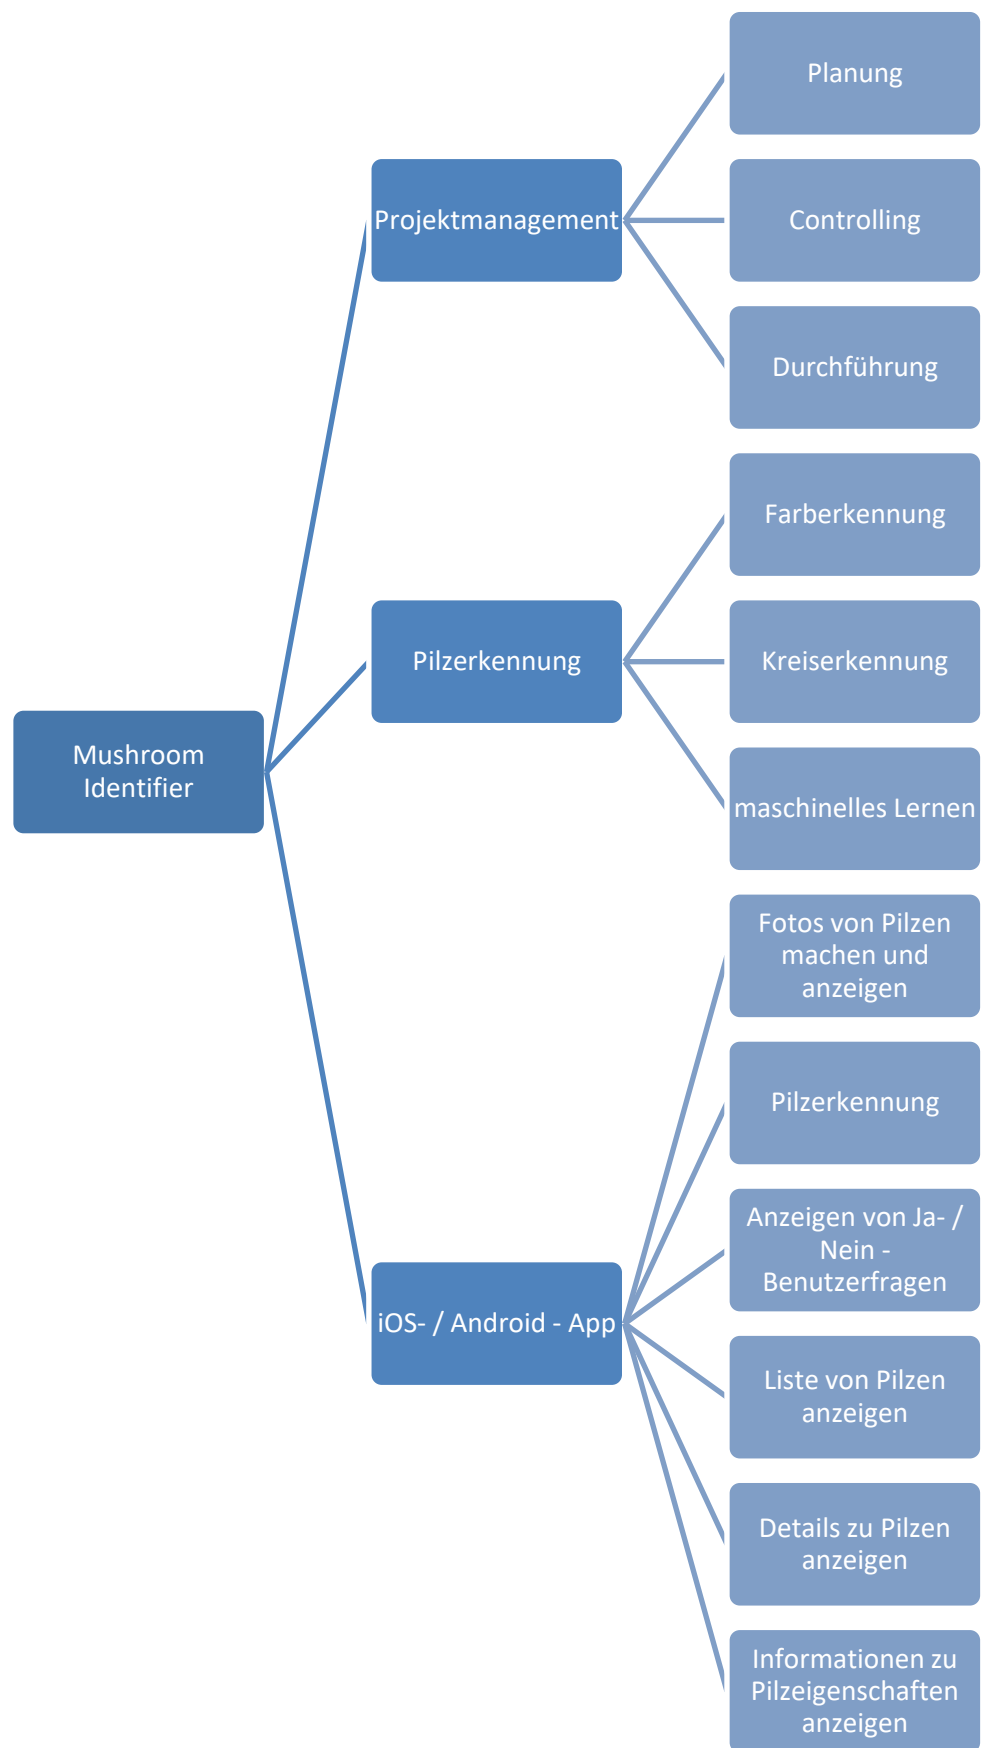 Planung
Projektmanagement
Controlling
Durchführung
Farberkennung
Pilzerkennung
Kreiserkennung
Mushroom
Identifier
maschinelles Lernen
Fotos von Pilzen
machen und
anzeigen
Pilzerkennung
Anzeigen von Ja- /
Nein -
Benutzerfragen
iOS- / Android - App
Liste von Pilzen
anzeigen
Details zu Pilzen
anzeigen
Informationen zu
Pilzeigenschaften
anzeigen